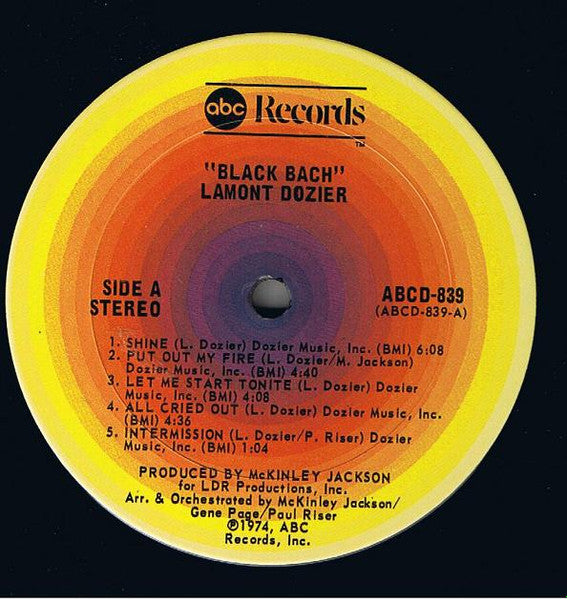 abc Records
TM
"BLACK BACH"
LAMONT DOZIER
SIDE A
STEREO
ABCD-839
(ABCD-839-A)
1. SHINE (L. Dozier) Dozier Music, Inc. (BMI) 6:08
2. PUT OUT MY FIRE (L. Dozier/M. Jackson)
Dozier Music, Inc. (BMI) 4:40
3. LET ME START TONITE (L. Dozier) Dozier
Music, Inc. (BMI) 4:08
4. ALL CRIED OUT (L. Dozier) Dozier Music, Inc.
(BMI) 4:36
5. INTERMISSION (L. Dozier/P. Riser) Dozier
Music, Inc. (BMI) 1:04
PRODUCED BY McKINLEY JACKSON
for LDR Productions, Inc.
Arr. & Orchestrated by McKinley Jackson/
Gene Page/Paul Riser
℗1974, ABC
Records, Inc.